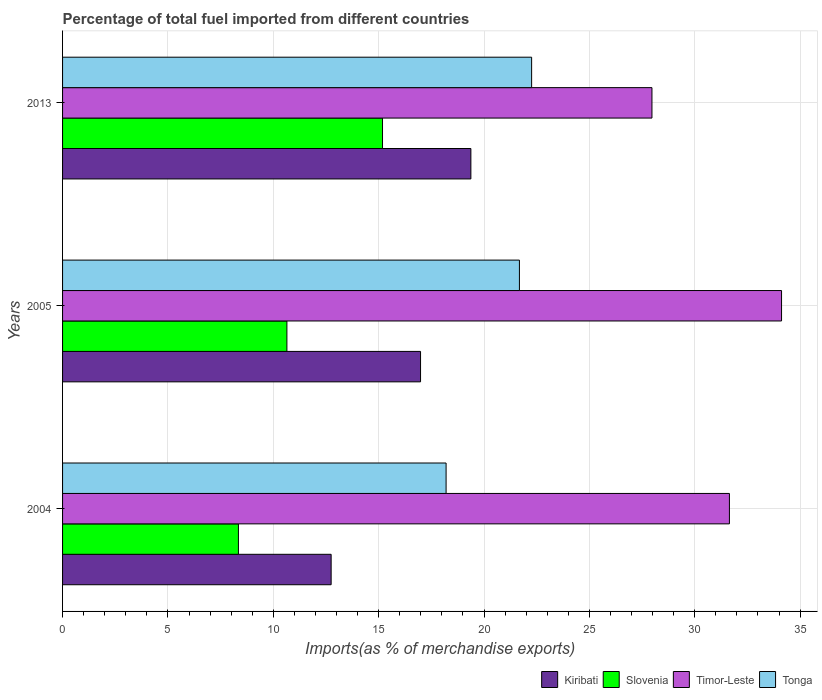 Percentage of total fuel imported from different countries
2013
2005
2004
Years
0
5
10
15
20
25
30
35
Imports(as % of merchandise exports)
Kiribati
Slovenia
Timor-Leste
Tonga